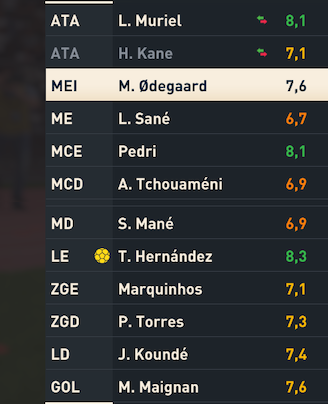 ATA L. Muriel 8,1
ATA H. Kane 7,1
MEI M. Ødegaard 7,6
ME L. Sané 6,7
MCE Pedri 8,1
MCD A. Tchouaméni 6,9
MD S. Mané 6,9
LE T. Hernández 8,3
ZGE Marquinhos 7,1
ZGD P. Torres 7,3
LD J. Koundé 7,4
GOL M. Maignan 7,6